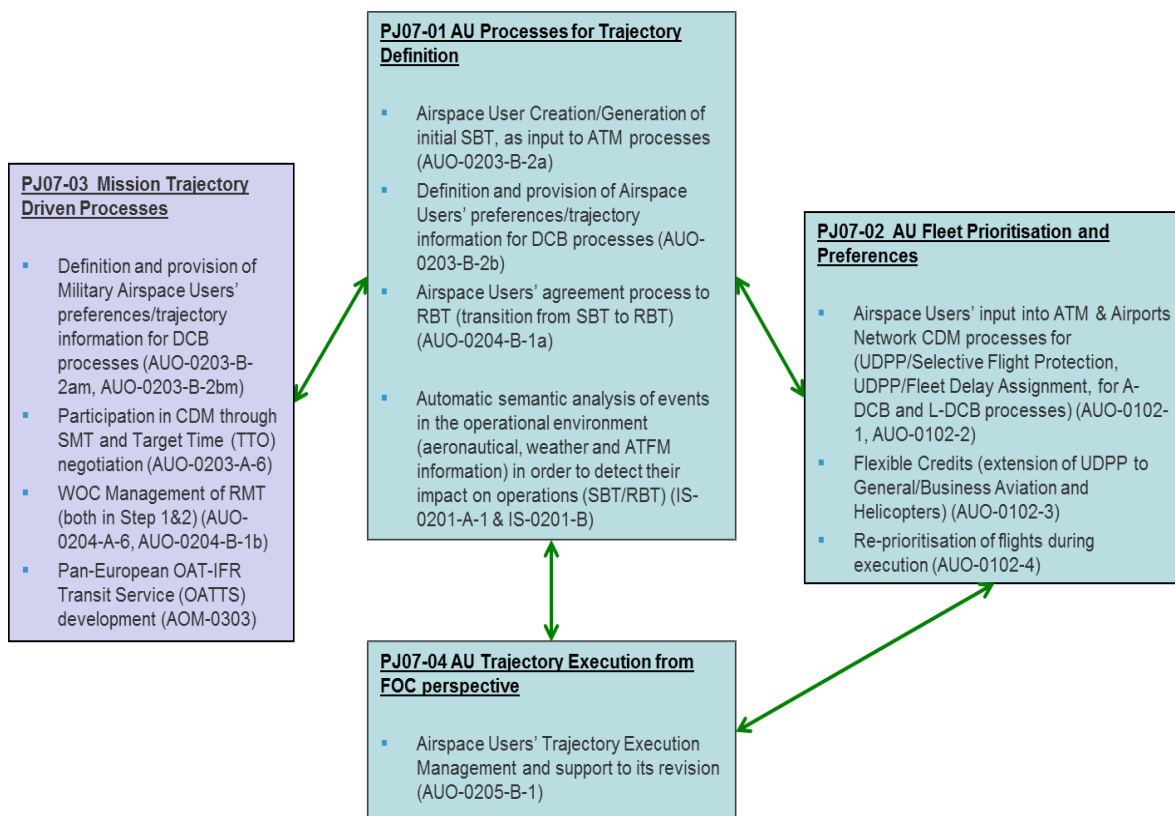 PJ07-01 AU Processes for Trajectory
Definition
▪ Airspace User Creation/Generation of
initial SBT, as input to ATM processes
(AUO-0203-B-2a)
▪ Definition and provision of Airspace
Users’ preferences/trajectory
information for DCB processes (AUO-
0203-B-2b)
▪ Airspace Users’ agreement process to
RBT (transition from SBT to RBT)
(AUO-0204-B-1a)
▪ Automatic semantic analysis of events
in the operational environment
(aeronautical, weather and ATFM
information) in order to detect their
impact on operations (SBT/RBT) (IS-
0201-A-1 & IS-0201-B)
PJ07-03 Mission Trajectory
Driven Processes
▪ Definition and provision of
Military Airspace Users’
preferences/trajectory
information for DCB
processes (AUO-0203-B-
2am, AUO-0203-B-2bm)
▪ Participation in CDM through
SMT and Target Time (TTO)
negotiation (AUO-0203-A-6)
▪ WOC Management of RMT
(both in Step 1&2) (AUO-
0204-A-6, AUO-0204-B-1b)
▪ Pan-European OAT-IFR
Transit Service (OATTS)
development (AOM-0303)
PJ07-02 AU Fleet Prioritisation and
Preferences
▪ Airspace Users’ input into ATM & Airports
Network CDM processes for
(UDPP/Selective Flight Protection,
UDPP/Fleet Delay Assignment, for A-
DCB and L-DCB processes) (AUO-0102-
1, AUO-0102-2)
▪ Flexible Credits (extension of UDPP to
General/Business Aviation and
Helicopters) (AUO-0102-3)
▪ Re-prioritisation of flights during
execution (AUO-0102-4)
PJ07-04 AU Trajectory Execution from
FOC perspective
▪ Airspace Users’ Trajectory Execution
Management and support to its revision
(AUO-0205-B-1)